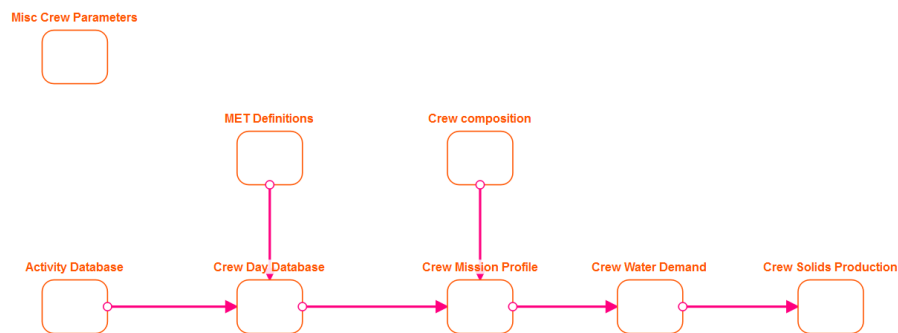 Misc Crew Parameters
MET Definitions
Crew composition
Activity Database
Crew Day Database
Crew Mission Profile
Crew Water Demand
Crew Solids Production